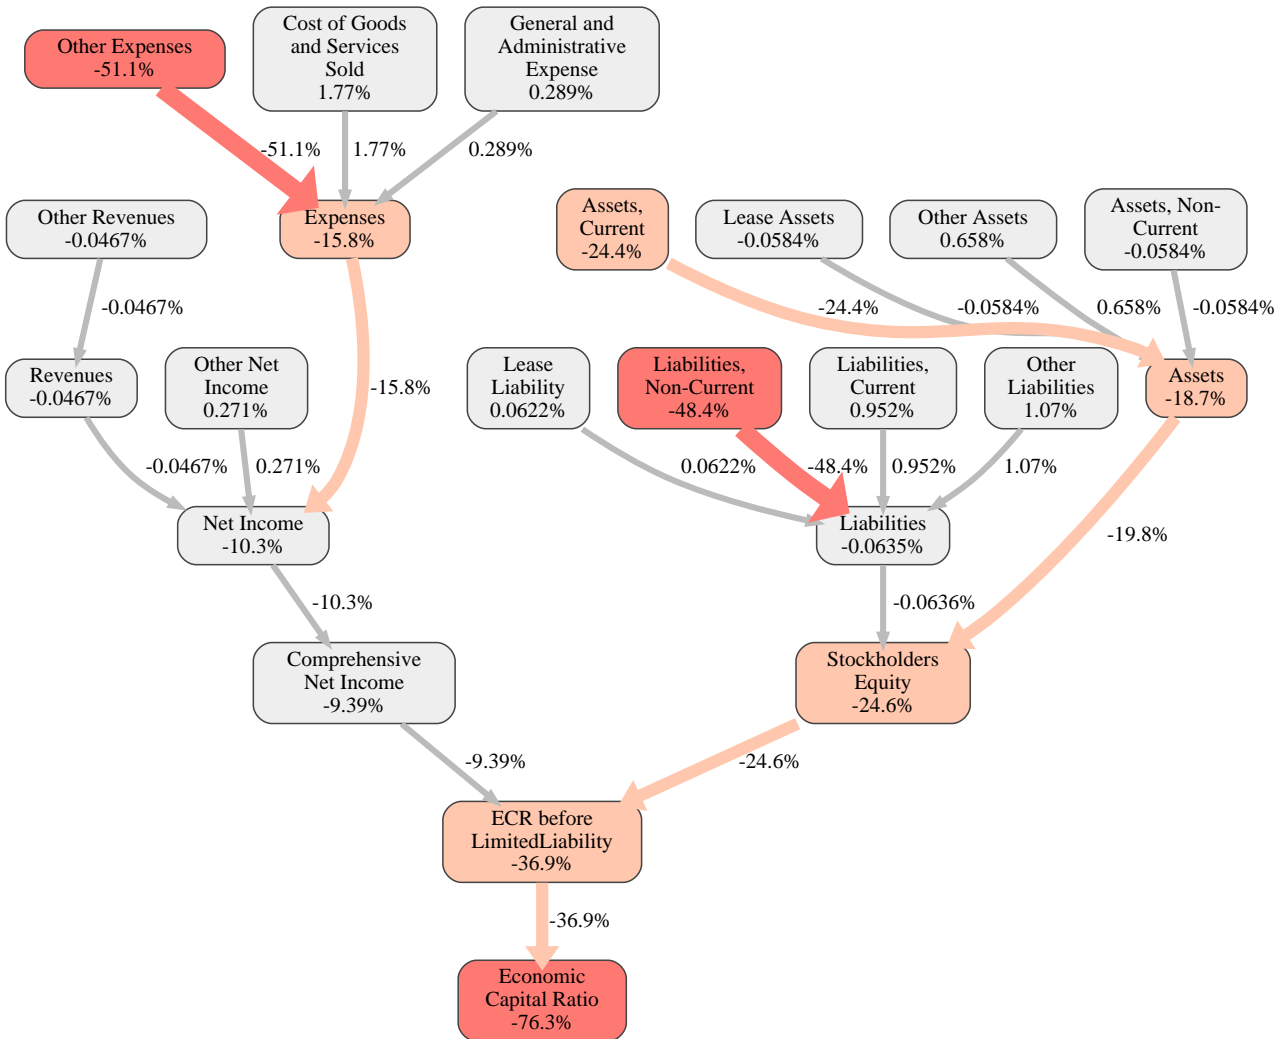 Other Expenses
-51.1%
Cost of Goods
and Services
Sold
1.77%
General and
Administrative
Expense
0.289%
-51.1%
1.77%
0.289%
Other Revenues
-0.0467%
Expenses
-15.8%
Assets,
Current
-24.4%
Lease Assets
-0.0584%
Other Assets
0.658%
Assets, Non-
Current
-0.0584%
-0.0467%
-15.8%
-24.4%
-0.0584%
0.658%
-0.0584%
Revenues
-0.0467%
Other Net
Income
0.271%
Lease
Liability
0.0622%
Liabilities,
Non-Current
-48.4%
Liabilities,
Current
0.952%
Other
Liabilities
1.07%
Assets
-18.7%
-0.0467%
0.271%
0.0622%
-48.4%
0.952%
1.07%
-19.8%
Net Income
-10.3%
Liabilities
-0.0635%
-10.3%
-0.0636%
Comprehensive
Net Income
-9.39%
Stockholders
Equity
-24.6%
-9.39%
-24.6%
ECR before
LimitedLiability
-36.9%
-36.9%
Economic
Capital Ratio
-76.3%